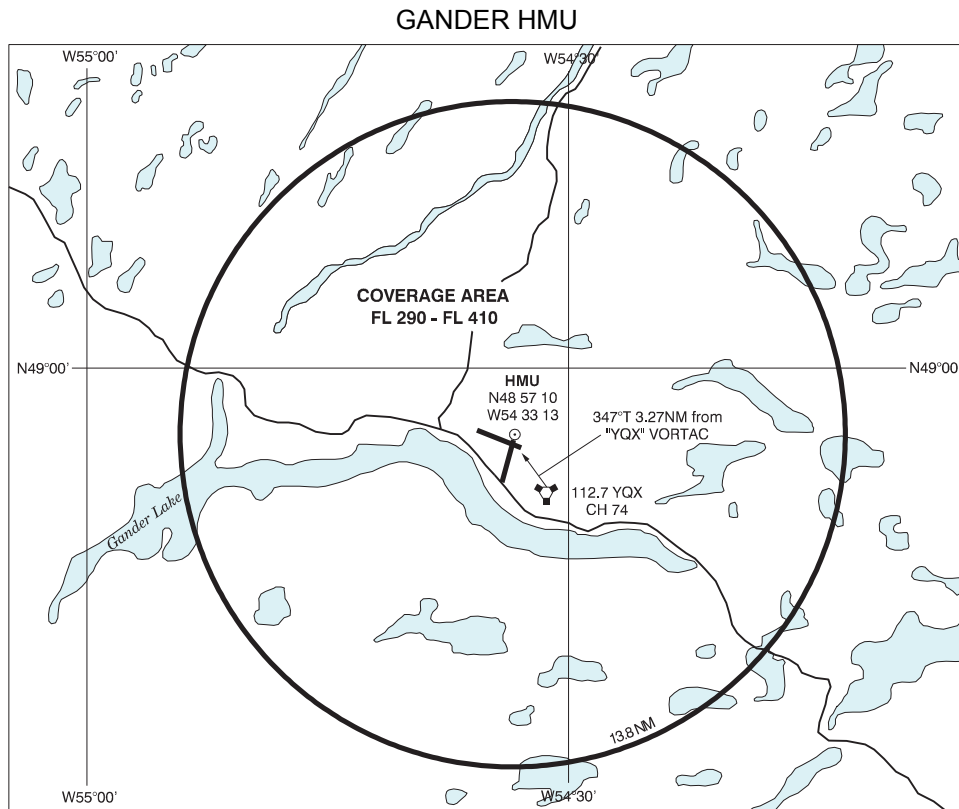 GANDER HMU
W55°00'
W54°30'
COVERAGE AREA
FL 290 - FL 410
N49°00'
N49°00'
HMU
N48 57 10
W54 33 13
347°T 3.27NM from
"YQX" VORTAC
112.7 YQX
CH 74
Gander Lake
13.8 NM
W55°00'
W54°30'